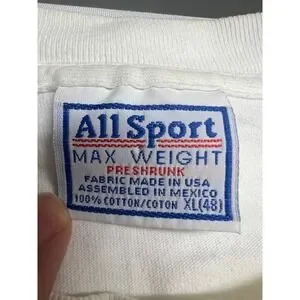 All Sport
MAX WEIGHT
PRESHRUNK
FABRIC MADE IN USA
ASSEMBLED IN MEXICO
100% COTTON/COTON XL(48)